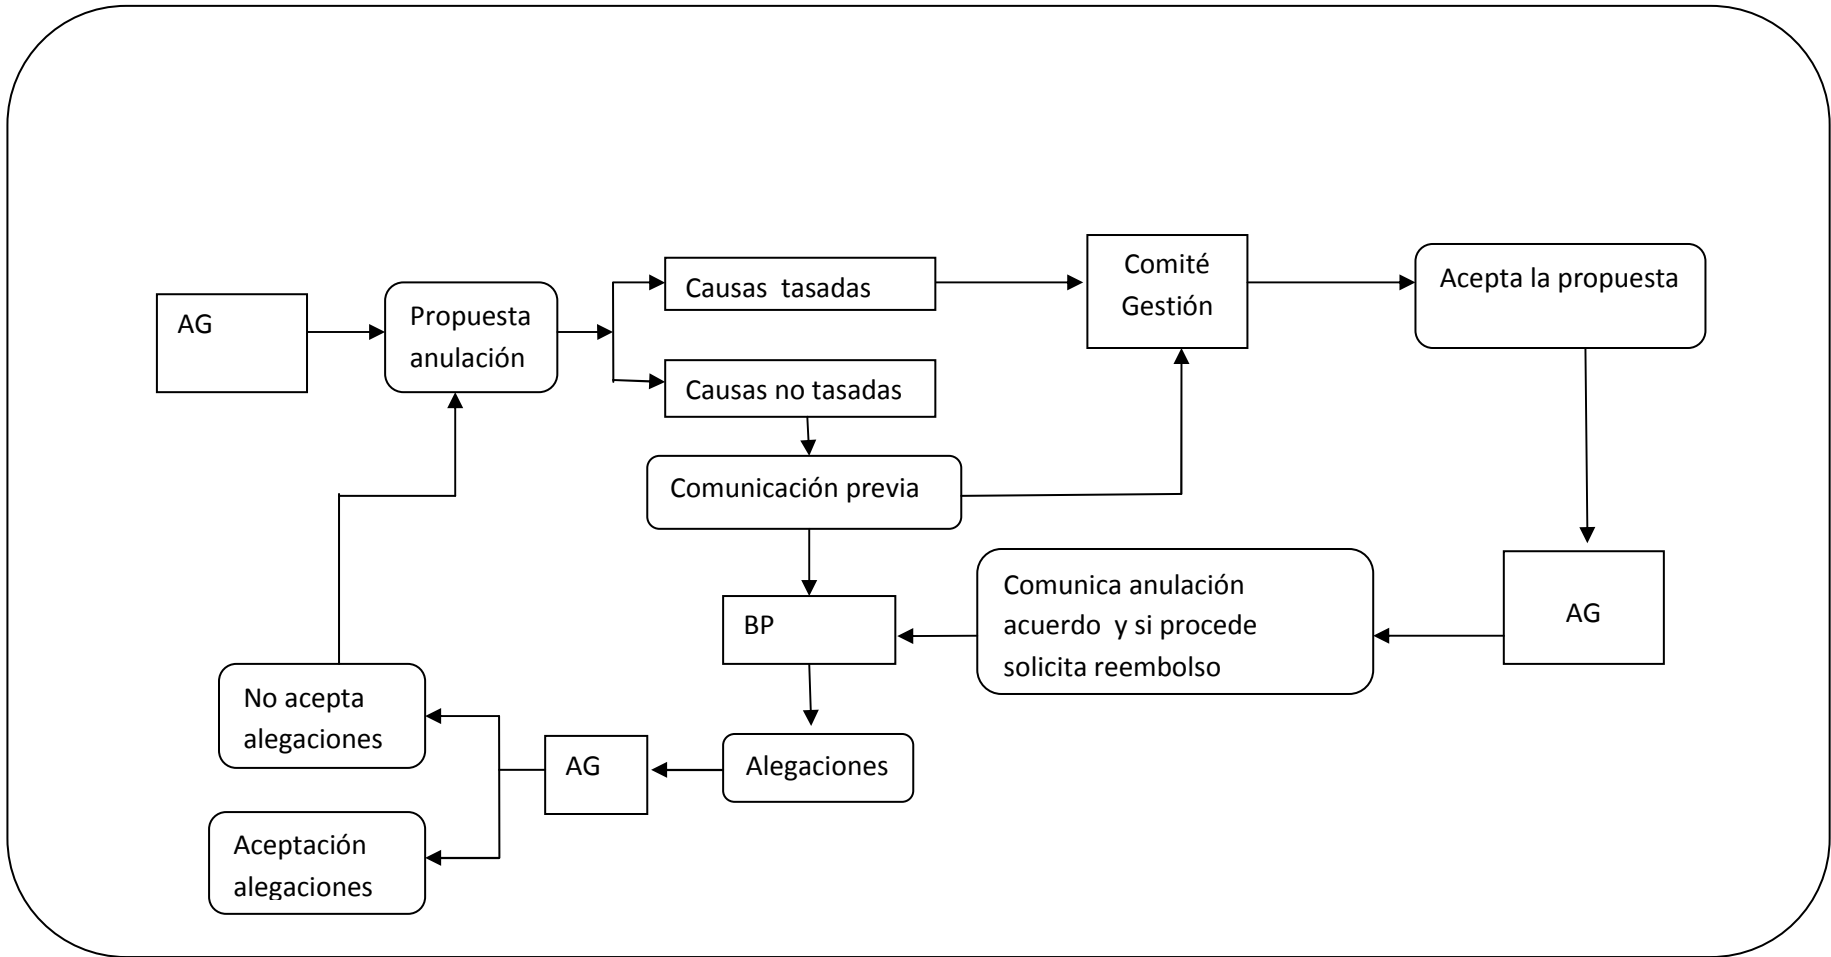 AG
Propuesta
anulación
Causas tasadas
Causas no tasadas
Comité
Gestión
Acepta la propuesta
Comunicación previa
BP
Comunica anulación
acuerdo y si procede
solicita reembolso
AG
No acepta
alegaciones
AG
Alegaciones
Aceptación
alegaciones